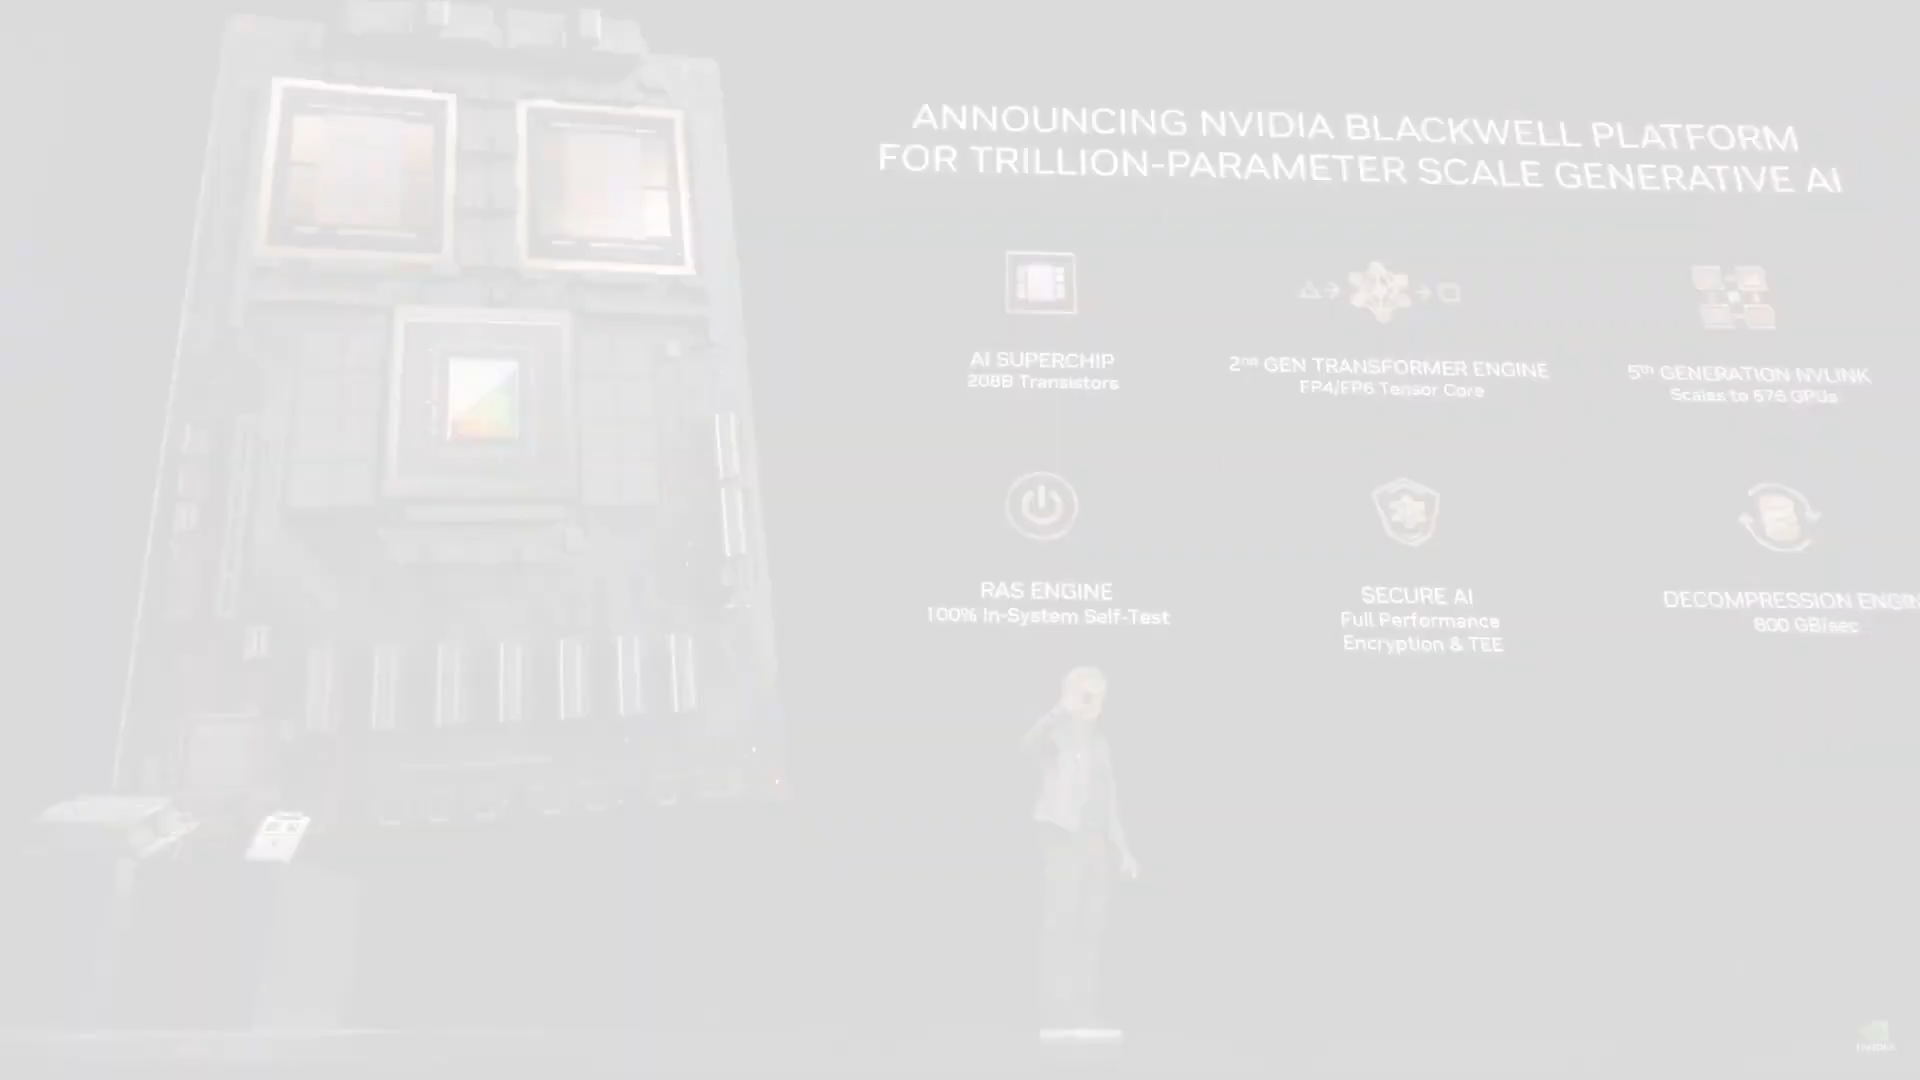 ANNOUNCING NVIDIA BLACKWELL PLATFORM
FOR TRILLION-PARAMETER SCALE GENERATIVE AI
AI SUPERCHIP
208B Transistors
2nd GEN TRANSFORMER ENGINE
FP4/FP6 Tensor Core
5th GENERATION NVLINK
Scales to 576 GPUs
RAS ENGINE
100% In-System Self-Test
SECURE AI
Full Performance
Encryption & TEE
DECOMPRESSION ENGIN
800 GB/sec
NVIDIA